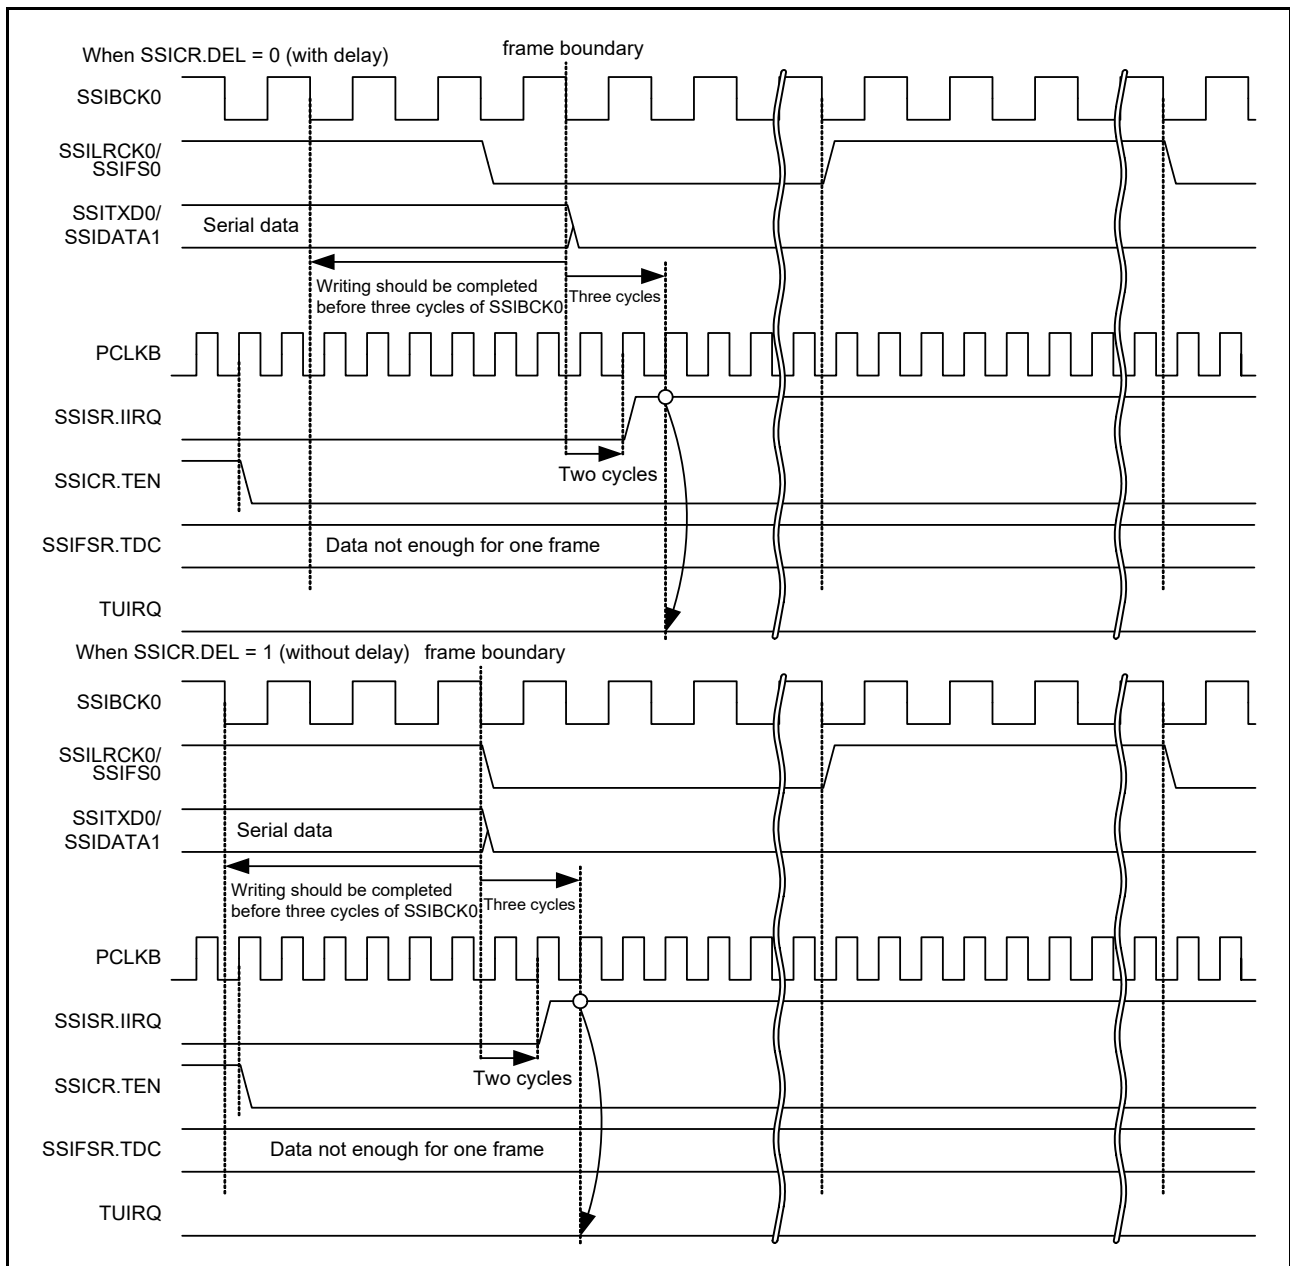 When SSICR.DEL = 0 (with delay)
frame boundary
SSIBCK0
SSILRCK0/
SSIFS0
SSITXD0/
SSIDATA1
Serial data
Writing should be completed
before three cycles of SSIBCK0
Three cycles
PCLKB
SSISR.IIRQ
Two cycles
SSICR.TEN
SSIFSR.TDC
Data not enough for one frame
TUIRQ
When SSICR.DEL = 1 (without delay)
frame boundary
SSIBCK0
SSILRCK0/
SSIFS0
SSITXD0/
SSIDATA1
Serial data
Writing should be completed
before three cycles of SSIBCK0
Three cycles
PCLKB
SSISR.IIRQ
Two cycles
SSICR.TEN
SSIFSR.TDC
Data not enough for one frame
TUIRQ